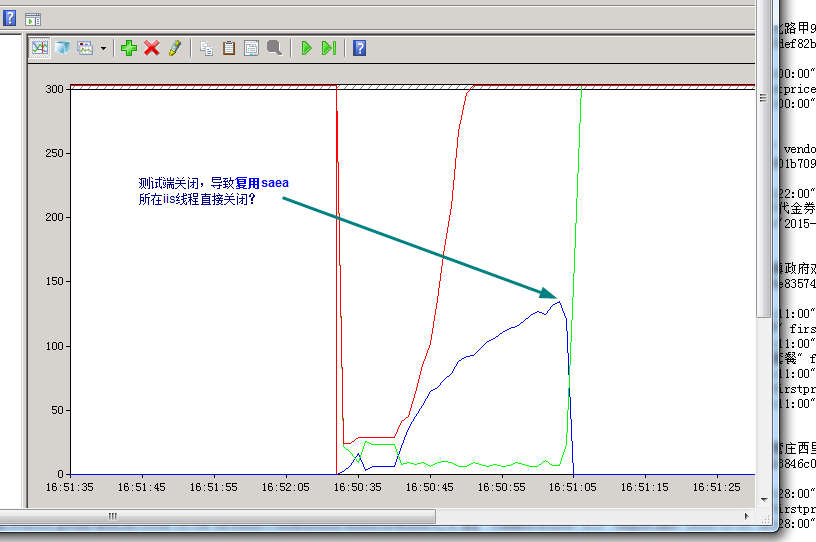 300
测试端关闭，导致复用saea
所在iis线程直接关闭？
250
200
150
100
50
0
16:51:35 16:51:45 16:51:55 16:52:05 16:50:35 16:50:45 16:50:55 16:51:05 16:51:15 16:51:25
路甲9
def82b
00:00"
price
00:00"
vendo
01b709
22:00"
代金券
/2015-
政府对
e83574
11:00"
" firs
11:00"
套餐" f
11:00"
irstpr
11:00"
庄西里
8846c0
28:00"
irstpr
28:00"